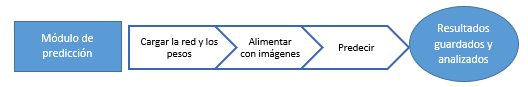 Módulo de
predicción
Cargar la red y los
pesos
Alimentar
con imágenes
Predecir
Resultados
guardados y
analizados